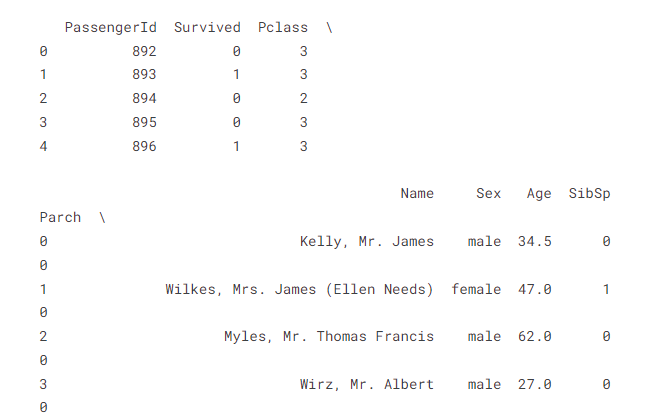 PassengerId Survived Pclass \
0 892 0 3
1 893 1 3
2 894 0 2
3 895 0 3
4 896 1 3
Name Sex Age SibSp
Parch \
0 Kelly, Mr. James male 34.5 0
0
1 Wilkes, Mrs. James (Ellen Needs) female 47.0 1
0
2 Myles, Mr. Thomas Francis male 62.0 0
0
3 Wirz, Mr. Albert male 27.0 0
0